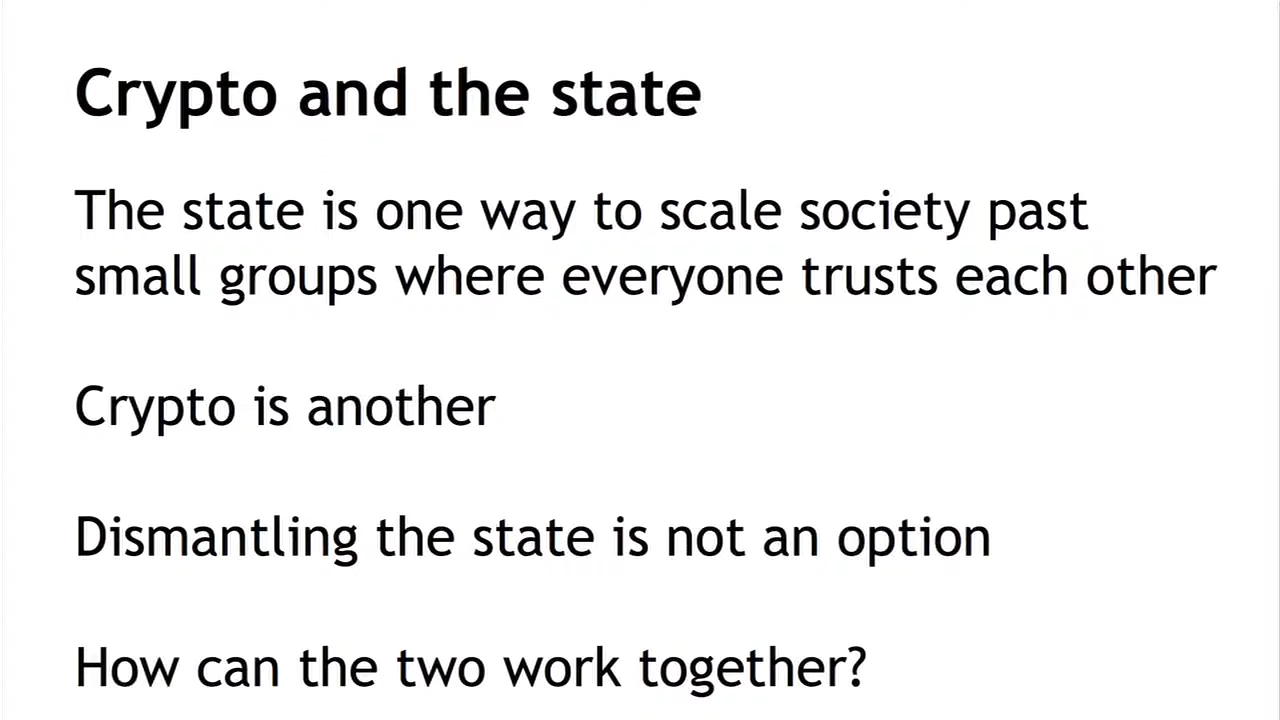 Crypto and the state
The state is one way to scale society past
small groups where everyone trusts each other
Crypto is another
Dismantling the state is not an option
How can the two work together?